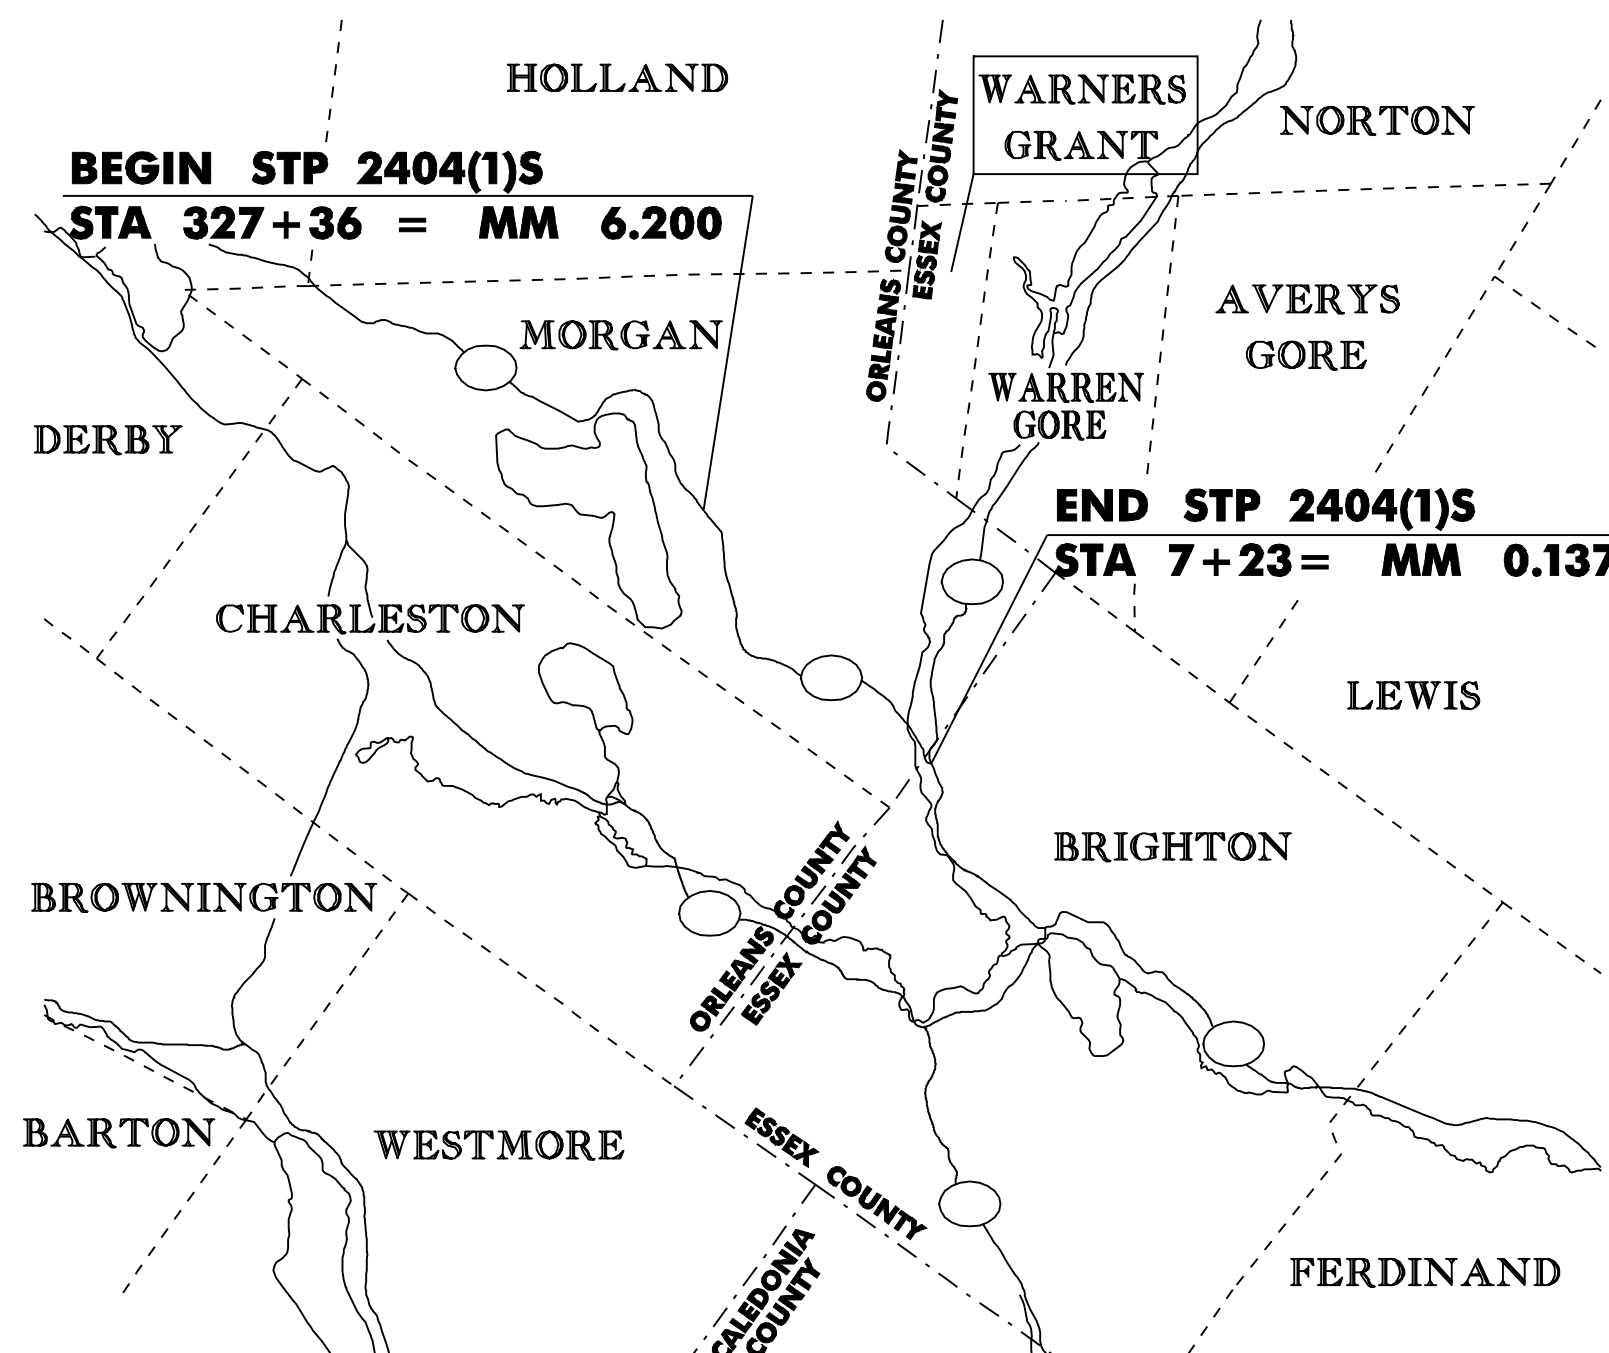 HOLLAND
WARNERS
GRANT
NORTON
BEGIN STP 2404(1)S
STA 327+36 = MM 6.200
ORLEANS COUNTY
ESSEX COUNTY
AVERYS
GORE
MORGAN
WARREN
GORE
DERBY
END STP 2404(1)S
STA 7+23= MM 0.137
CHARLESTON
LEWIS
BRIGHTON
BROWNINGTON
ORLEANS COUNTY
ESSEX COUNTY
BARTON
WESTMORE
ESSEX COUNTY
CALEDONIA
COUNTY
FERDINAND